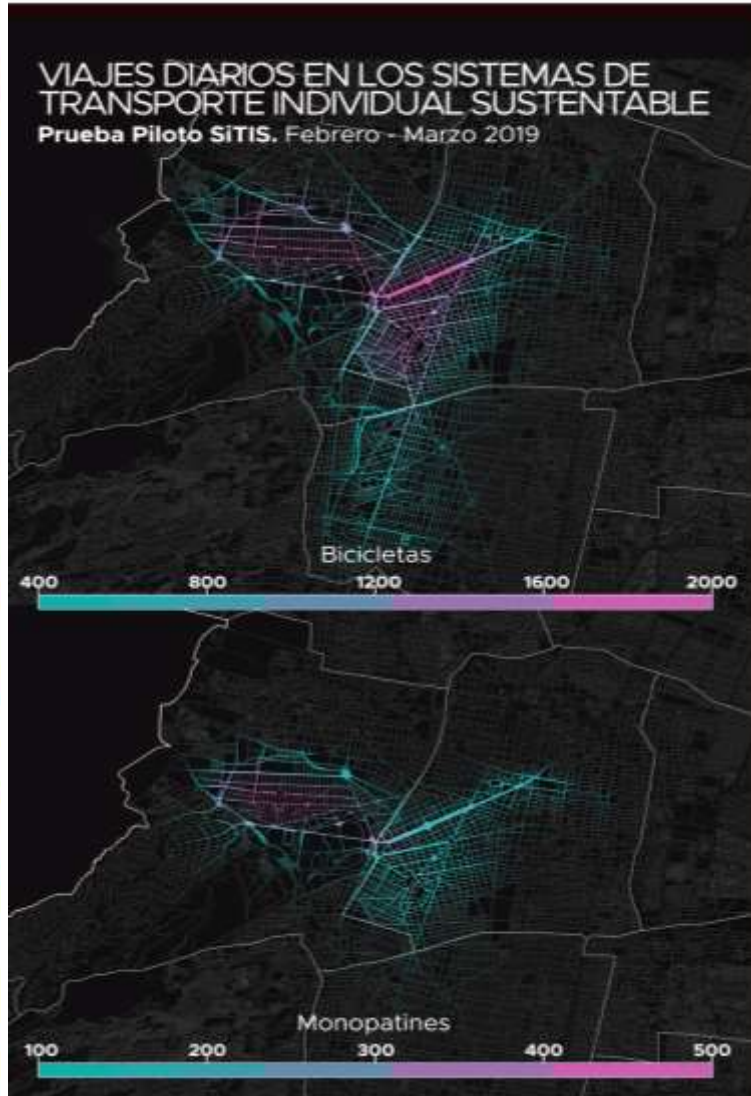 VIAJES DIARIOS EN LOS SISTEMAS DE
TRANSPORTE INDIVIDUAL SUSTENTABLE
Prueba Piloto SiTIS. Febrero - Marzo 2019
Bicicletas
400 800 1200 1600 2000
Monopatines
100 200 300 400 500